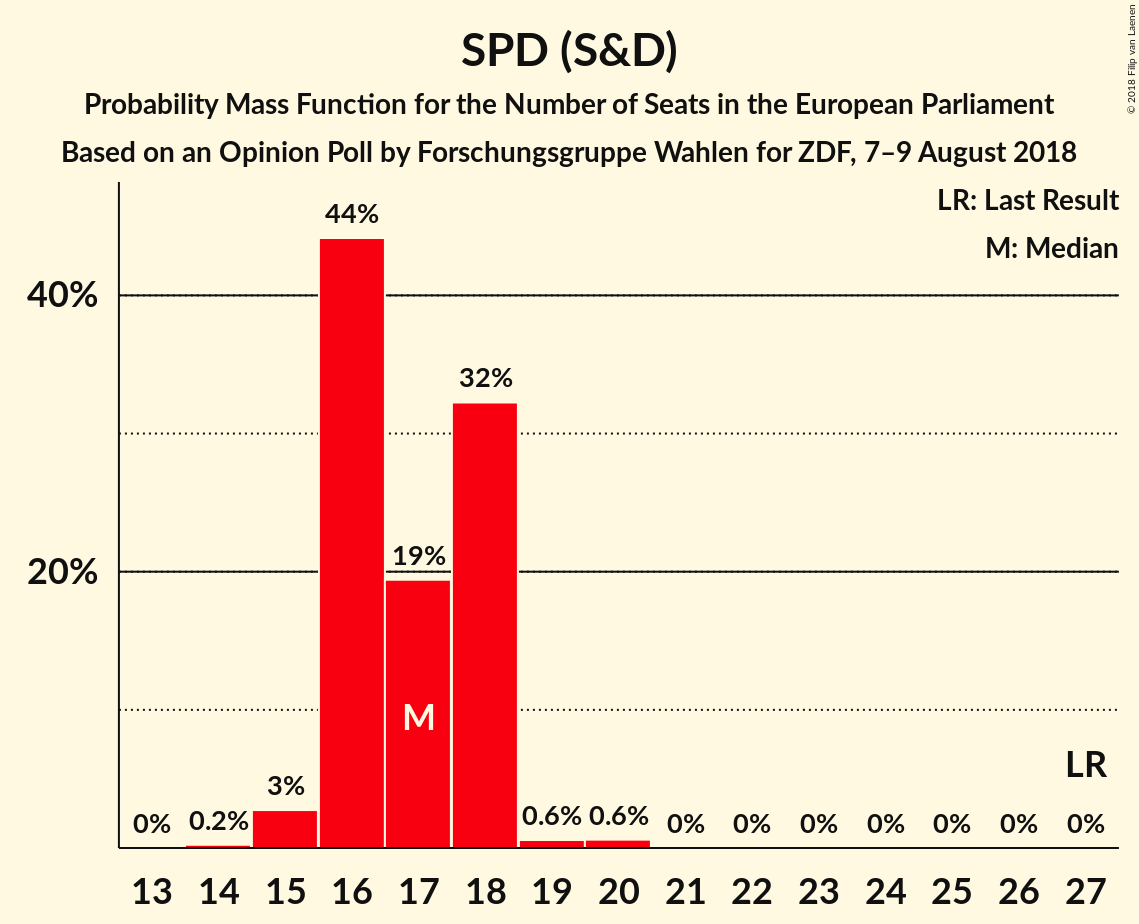 SPD (S&D)
Probability Mass Function for the Number of Seats in the European Parliament
Based on an Opinion Poll by Forschungsgruppe Wahlen for ZDF, 7–9 August 2018
© 2018 Filip van Laenen
LR: Last Result
M: Median
40%
20%
0%
0.2%
3%
44%
19%
32%
0.6%
0.6%
0%
0%
0%
0%
0%
0%
0%
M
LR
13 14 15 16 17 18 19 20 21 22 23 24 25 26 27